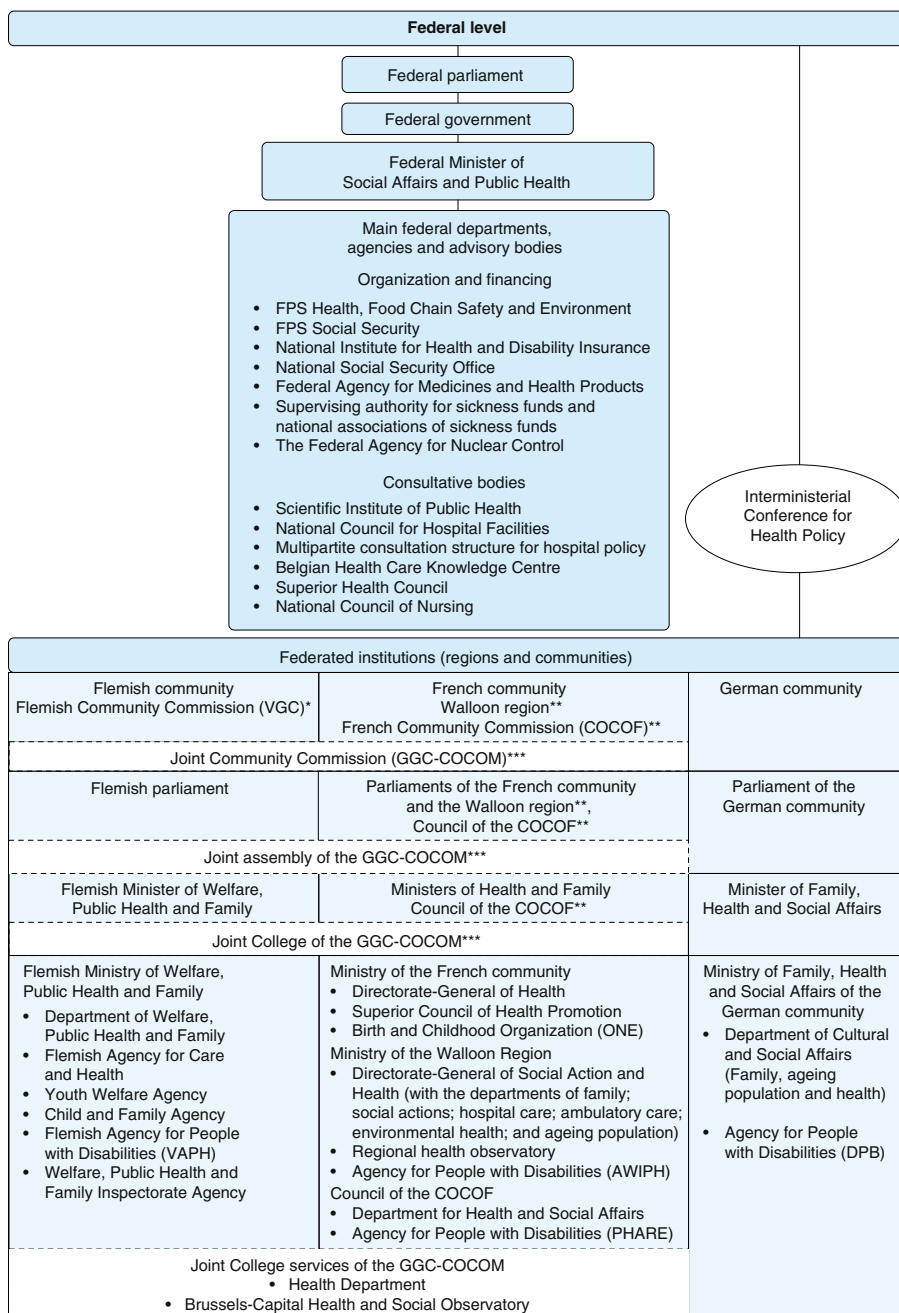 Federal level
Federal parliament
Federal government
Federal Minister of
Social Affairs and Public Health
Main federal departments,
agencies and advisory bodies
Organization and financing
• FPS Health, Food Chain Safety and Environment
• FPS Social Security
• National Institute for Health and Disability Insurance
• National Social Security Office
• Federal Agency for Medicines and Health Products
• Supervising authority for sickness funds and
national associations of sickness funds
• The Federal Agency for Nuclear Control
Consultative bodies
• Scientific Institute of Public Health
• National Council for Hospital Facilities
• Multipartite consultation structure for hospital policy
• Belgian Health Care Knowledge Centre
• Superior Health Council
• National Council of Nursing
Interministerial
Conference for
Health Policy
Federated institutions (regions and communities)
Flemish community
Flemish Community Commission (VGC)*
French community
Walloon region**
French Community Commission (COCOF)**
German community
Joint Community Commission (GGC-COCOM)***
Flemish parliament
Parliaments of the French community
and the Walloon region**,
Council of the COCOF**
Parliament of the
German community
Joint assembly of the GGC-COCOM***
Flemish Minister of Welfare,
Public Health and Family
Ministers of Health and Family
Council of the COCOF**
Minister of Family,
Health and Social Affairs
Joint College of the GGC-COCOM***
Flemish Ministry of Welfare,
Public Health and Family
• Department of Welfare,
Public Health and Family
• Flemish Agency for Care
and Health
• Youth Welfare Agency
• Child and Family Agency
• Flemish Agency for People
with Disabilities (VAPH)
• Welfare, Public Health and
Family Inspectorate Agency
Ministry of the French community
• Directorate-General of Health
• Superior Council of Health Promotion
• Birth and Childhood Organization (ONE)
Ministry of the Walloon Region
• Directorate-General of Social Action and
Health (with the departments of family;
social actions; hospital care; ambulatory care;
environmental health; and ageing population)
• Regional health observatory
• Agency for People with Disabilities (AWIPH)
Council of the COCOF
• Department for Health and Social Affairs
• Agency for People with Disabilities (PHARE)
Ministry of Family, Health
and Social Affairs of the
German community
• Department of Cultural
and Social Affairs
(Family, ageing
population and health)
• Agency for People
with Disabilities (DPB)
Joint College services of the GGC-COCOM
• Health Department
• Brussels-Capital Health and Social Observatory